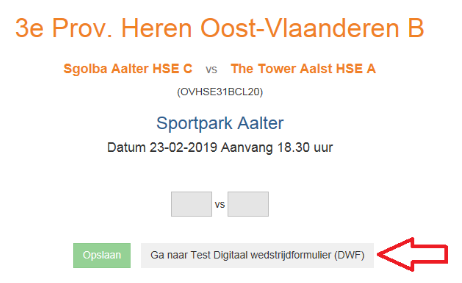 3e Prov. Heren Oost-Vlaanderen B
Sgolba Aalter HSE C vs The Tower Aalst HSE A
(OVHSE31BCL20)
Sportpark Aalter
Datum 23-02-2019 Aanvang 18.30 uur
vs
Opslaan Ga naar Test Digitaal wedstrijdformulier (DWF)